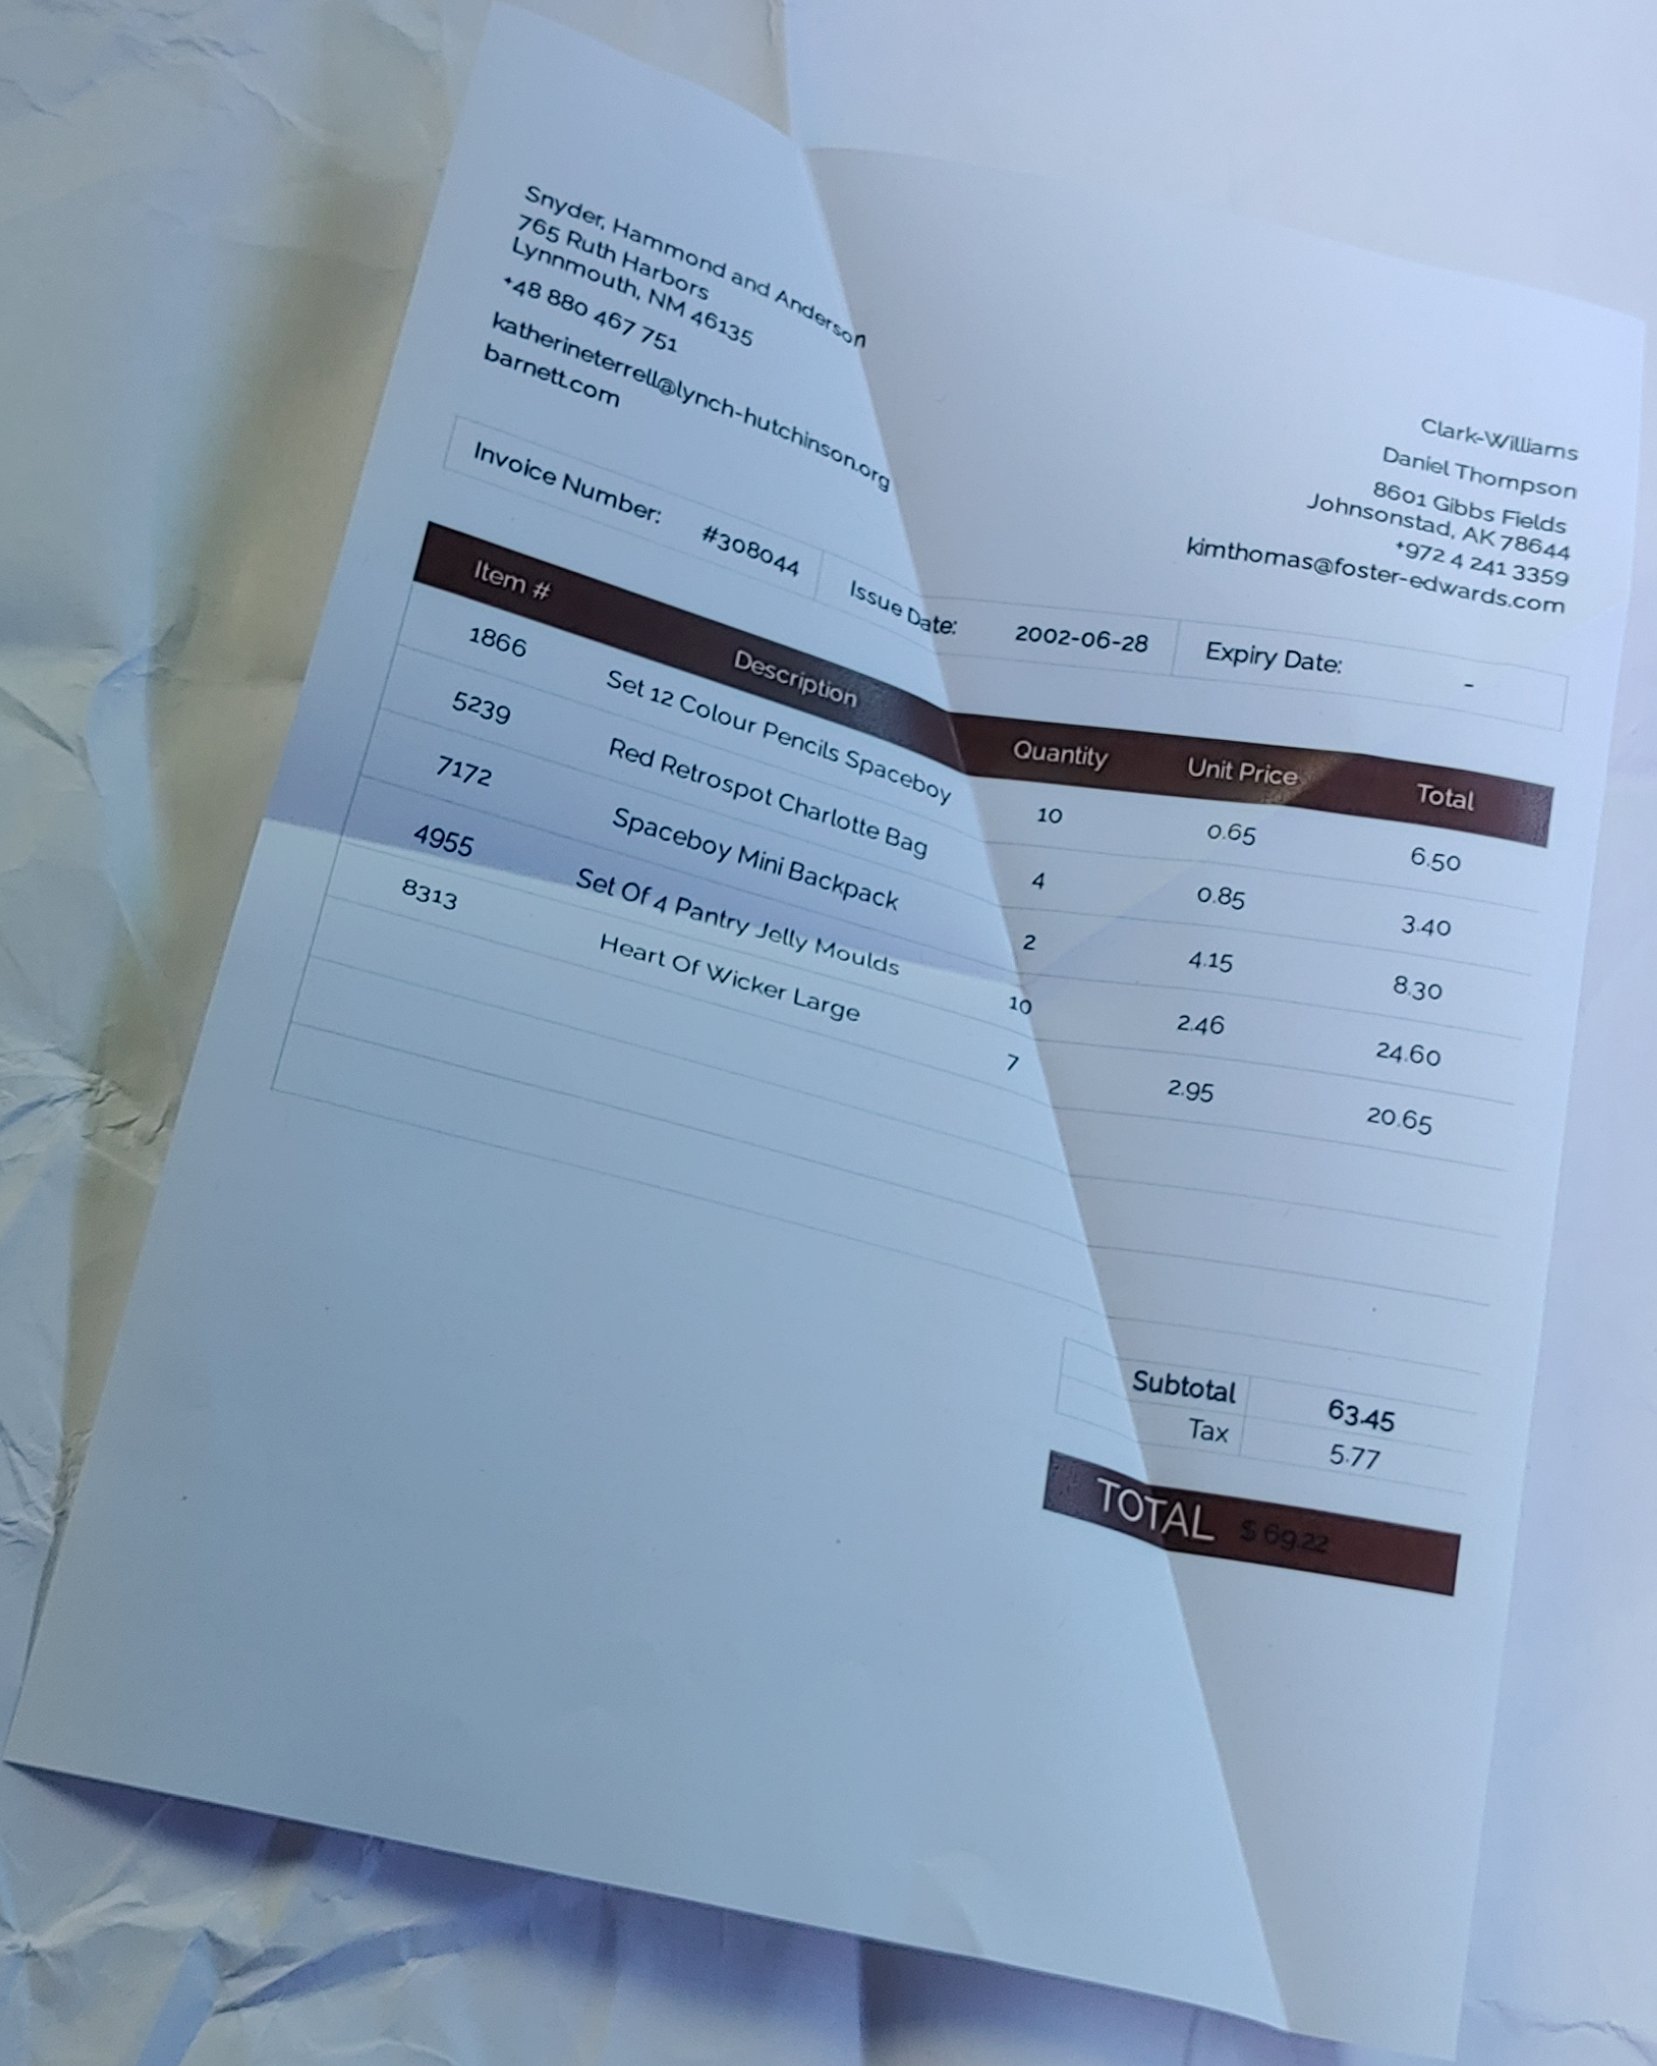 Snyder, Hammond and Anderson
765 Ruth Harbors
Lynnmouth, NM 46135
+48 880 467 751
katherineterrell@lynch-hutchinson.org
barnett.com
Clark-Williams
Daniel Thompson
8601 Gibbs Fields
Johnsonstad, AK 78644
+972 4 241 3359
kimthomas@foster-edwards.com
Invoice Number: #308044 Issue Date: 2002-06-28 Expiry Date: -
Item # Description Quantity Unit Price Total
1866 Set 12 Colour Pencils Spaceboy 10 0.65 6.50
5239 Red Retrospot Charlotte Bag 4 0.85 3.40
7172 Spaceboy Mini Backpack 2 4.15 8.30
4955 Set Of 4 Pantry Jelly Moulds 10 2.46 24.60
8313 Heart Of Wicker Large 7 2.95 20.65
Subtotal 63.45
Tax 5.77
TOTAL $ 69.22